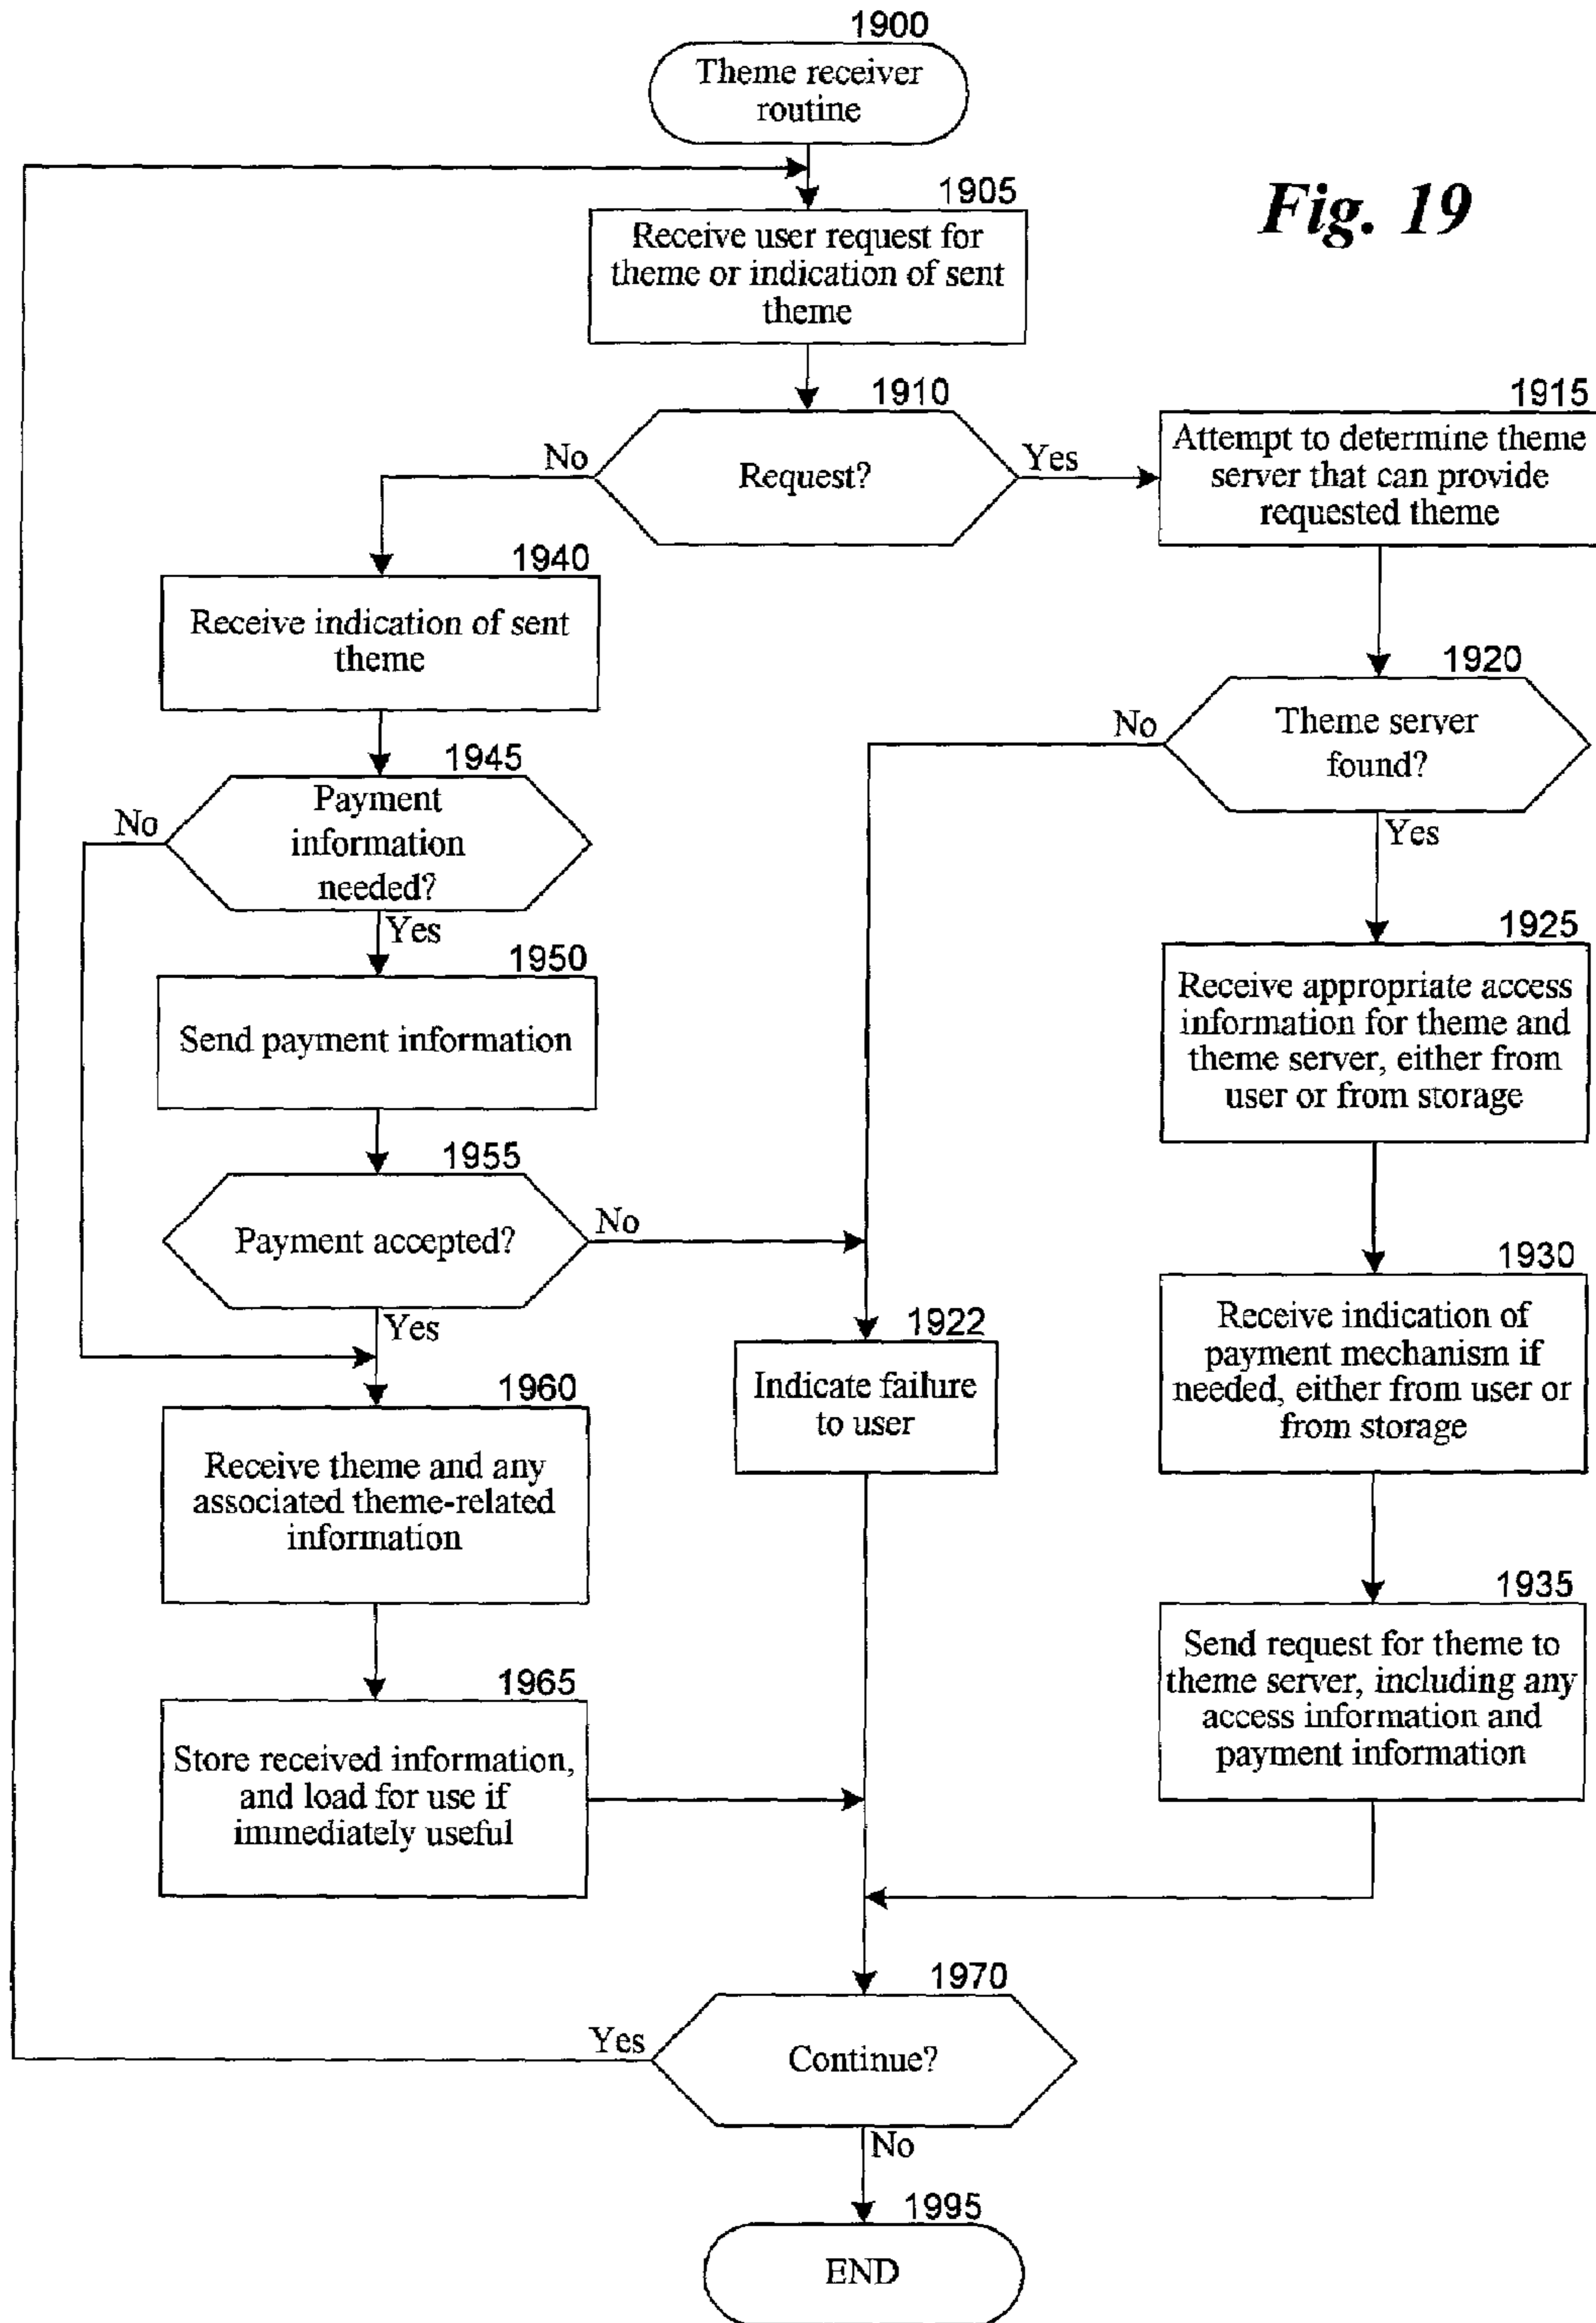 1900
Theme receiver
routine
Fig. 19
1905
Receive user request for
theme or indication of sent
theme
1910
Request?
No
Yes
1915
Attempt to determine theme
server that can provide
requested theme
1940
Receive indication of sent
theme
1920
Theme server
found?
No
Yes
1945
Payment
information
needed?
No
Yes
1925
Receive appropriate access
information for theme and
theme server, either from
user or from storage
1950
Send payment information
1955
Payment accepted?
No
Yes
1930
Receive indication of
payment mechanism if
needed, either from user or
from storage
1922
Indicate failure
to user
1960
Receive theme and any
associated theme-related
information
1935
Send request for theme to
theme server, including any
access information and
payment information
1965
Store received information,
and load for use if
immediately useful
1970
Continue?
Yes
No
1995
END